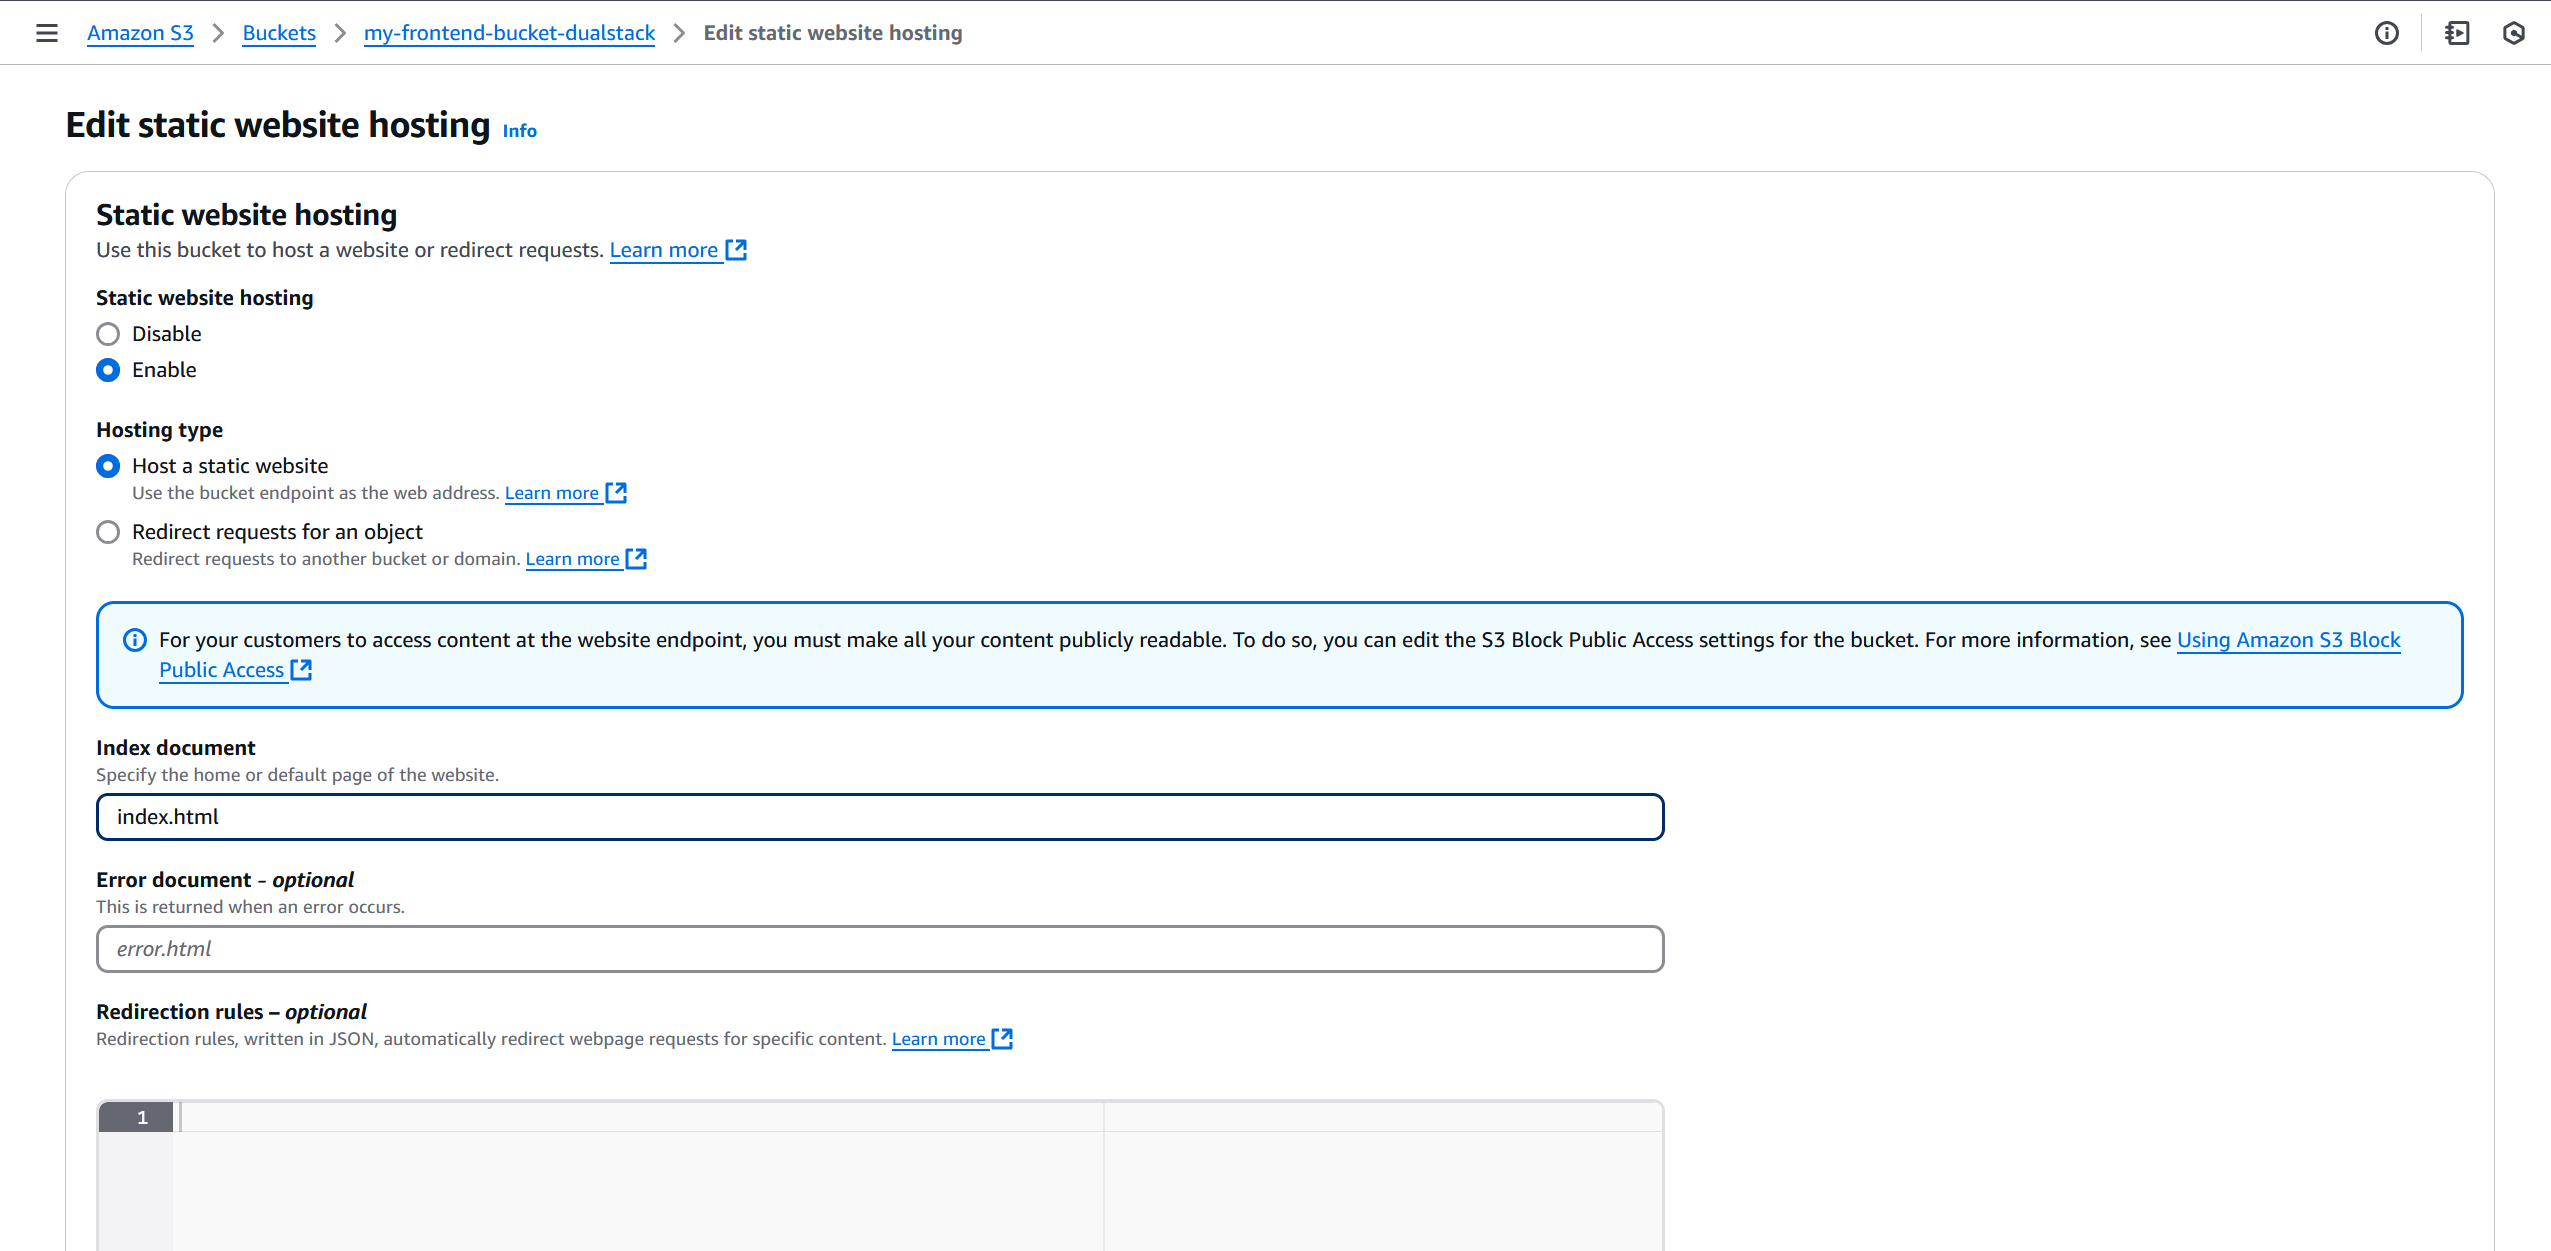 Amazon S3 > Buckets > my-frontend-bucket-dualstack > Edit static website hosting
Edit static website hosting Info
Static website hosting
Use this bucket to host a website or redirect requests. Learn more
Static website hosting
Disable
Enable
Hosting type
Host a static website
Use the bucket endpoint as the web address. Learn more
Redirect requests for an object
Redirect requests to another bucket or domain. Learn more
For your customers to access content at the website endpoint, you must make all your content publicly readable. To do so, you can edit the S3 Block Public Access settings for the bucket. For more information, see Using Amazon S3 Block
Public Access
Index document
Specify the home or default page of the website.
index.html
Error document - optional
This is returned when an error occurs.
error.html
Redirection rules – optional
Redirection rules, written in JSON, automatically redirect webpage requests for specific content. Learn more
1